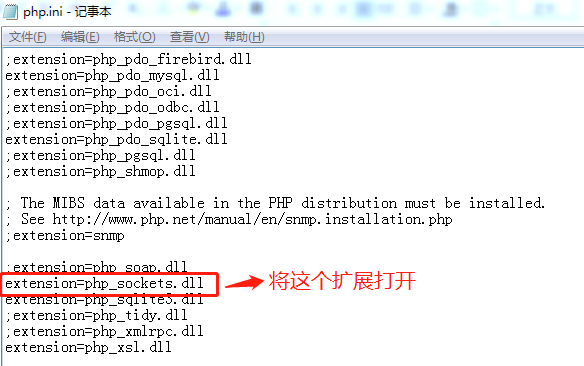 php.ini - 记事本
文件(F) 编辑(E) 格式(O) 查看(V) 帮助(H)
;extension=php_pdo_firebird.dll
extension=php_pdo_mysql.dll
;extension=php_pdo_oci.dll
;extension=php_pdo_odbc.dll
;extension=php_pdo_pgsql.dll
extension=php_pdo_sqlite.dll
;extension=php_pgsql.dll
;extension=php_shmop.dll
; The MIBS data available in the PHP distribution must be installed.
; See http://www.php.net/manual/en/snmp.installation.php
;extension=snmp
;extension=php_soap.dll
extension=php_sockets.dll 将这个扩展打开
extension=php_sqlite3.dll
;extension=php_tidy.dll
;extension=php_xmlrpc.dll
extension=php_xsl.dll